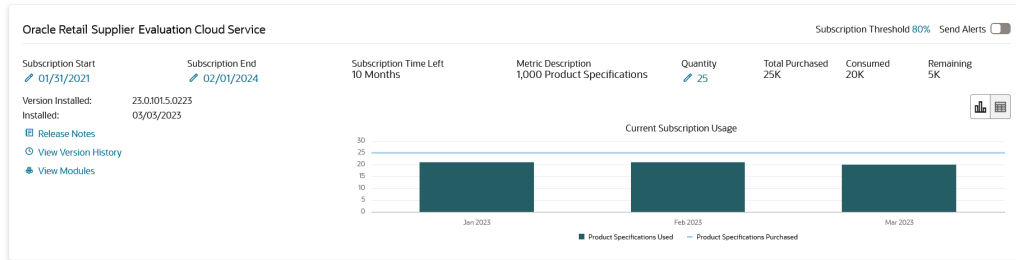 Oracle Retail Supplier Evaluation Cloud Service
Subscription Threshold 80% Send Alerts
Subscription Start
01/31/2021
Subscription End
02/01/2024
Subscription Time Left
10 Months
Metric Description
1,000 Product Specifications
Quantity
25
Total Purchased
25K
Consumed
20K
Remaining
5K
Version Installed: 23.0.101.5.0223
Installed: 03/03/2023
Release Notes
View Version History
View Modules
Current Subscription Usage
30
25
20
15
10
5
0
Jan 2023
Feb 2023
Mar 2023
Product Specifications Used
Product Specifications Purchased